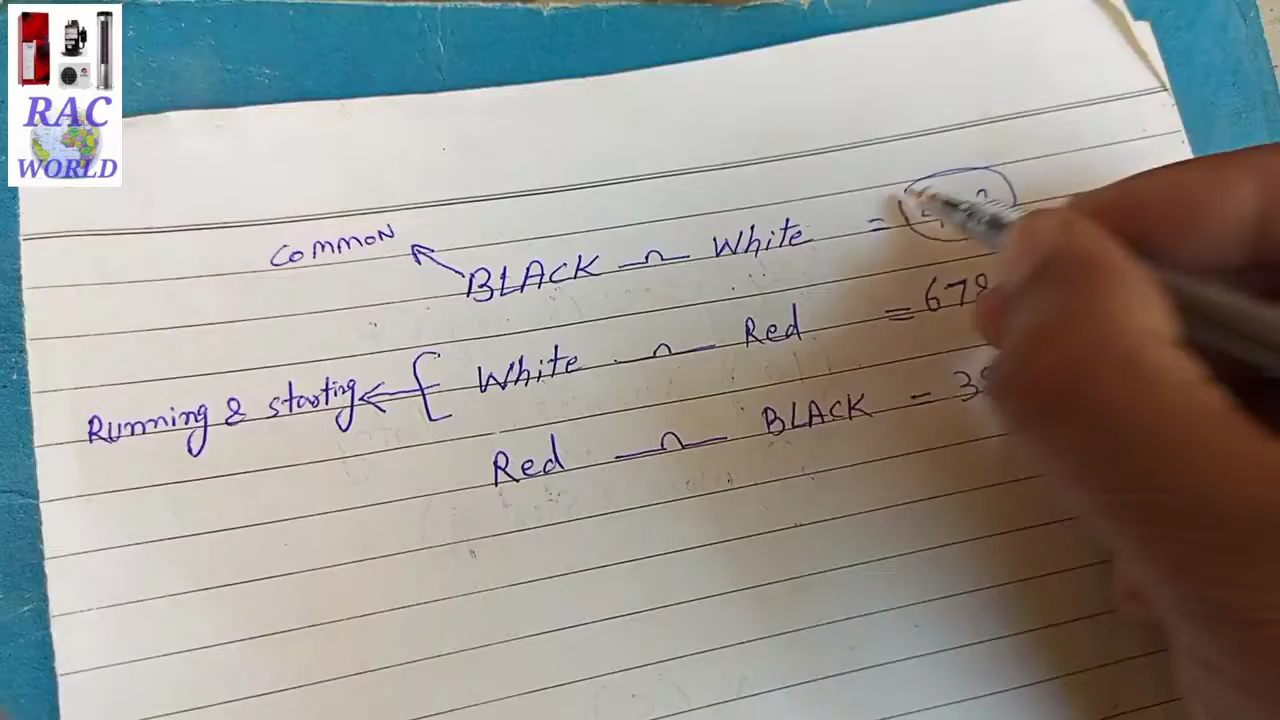 RAC
WORLD
COMMON
BLACK — White =
Running & starting { White — Red = 678
Red — BLACK -